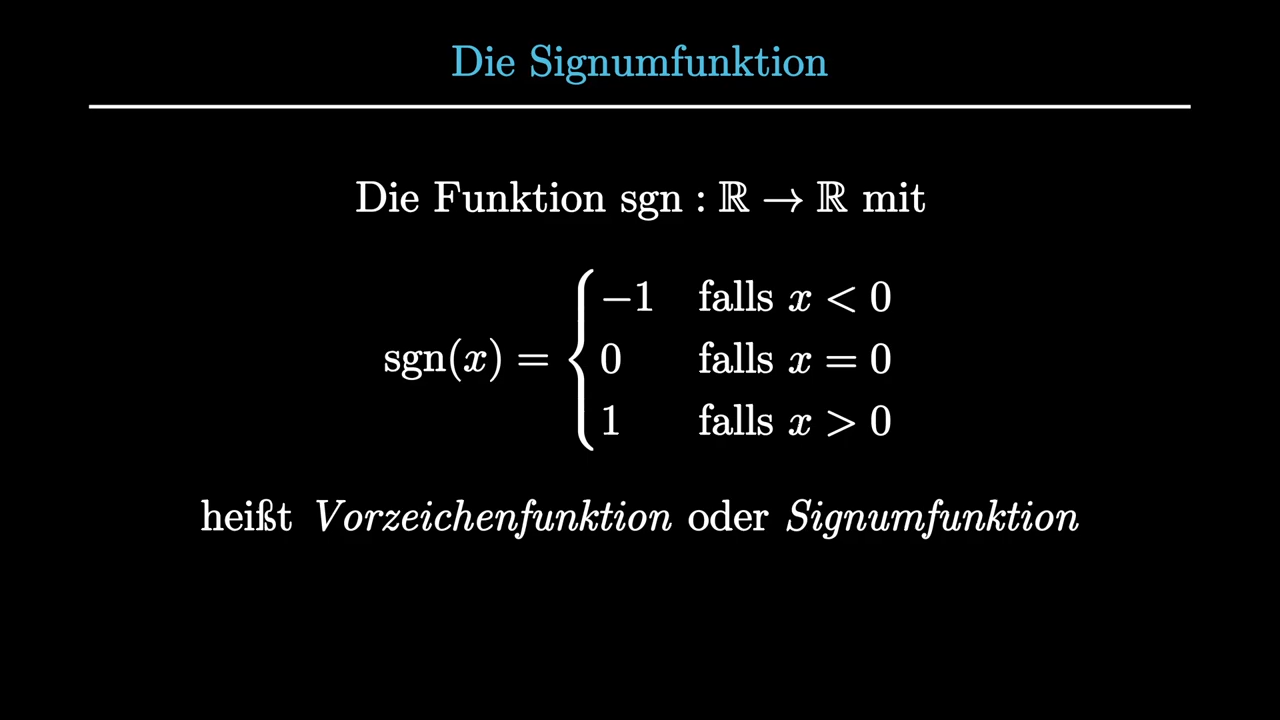 Die Signumfunktion
Die Funktion sgn : ℝ → ℝ mit
sgn(x) = { −1 falls x < 0
0 falls x = 0
1 falls x > 0
heißt Vorzeichenfunktion oder Signumfunktion